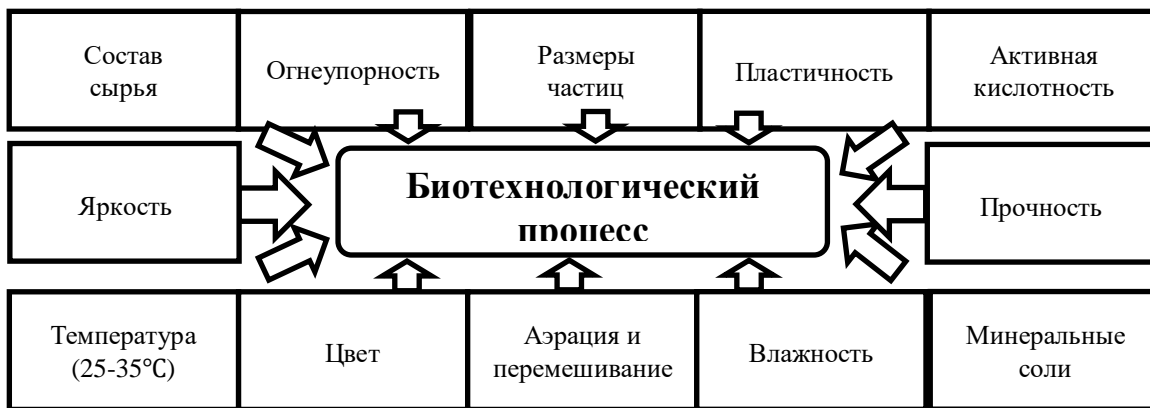 Состав
сырья
Огнеупорность
Размеры
частиц
Пластичность
Активная
кислотность
Яркость
Биотехнологический
процесс
Прочность
Температура
(25-35℃)
Цвет
Аэрация и
перемешивание
Влажность
Минеральные
соли